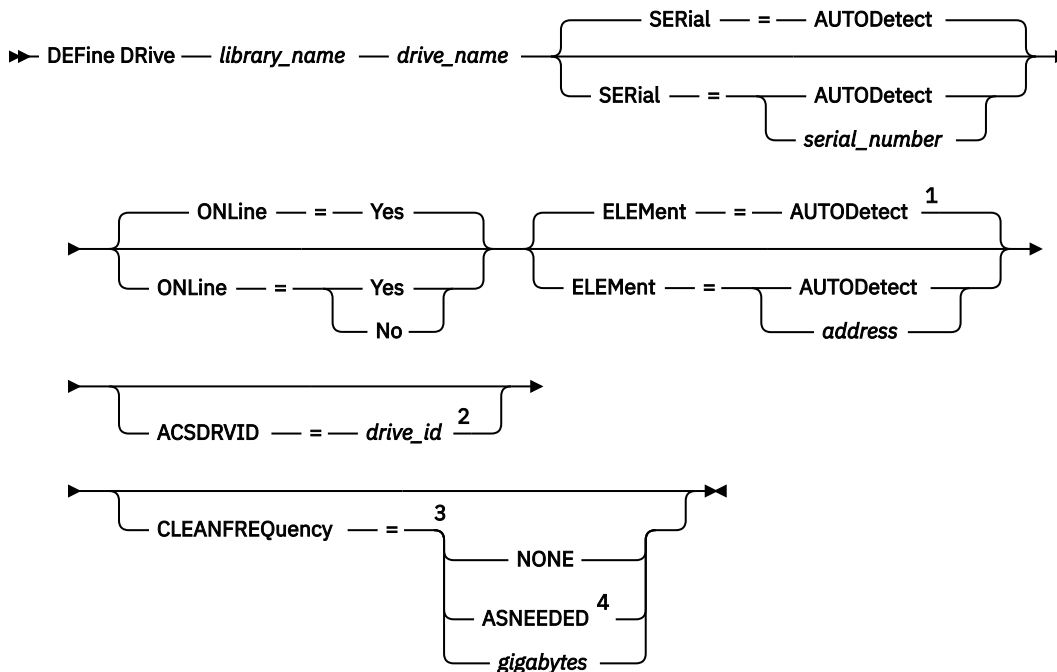 SERial = AUTODetect
DEFine DRive library_name drive_name
SERial = AUTODetect
serial_number
ONLine = Yes ELEMent = AUTODetect 1
ONLine = Yes ELEMent = AUTODetect
No address
ACSDRVID = drive_id 2
CLEANFREQuency = 3
NONE
ASNEEDED 4
gigabytes